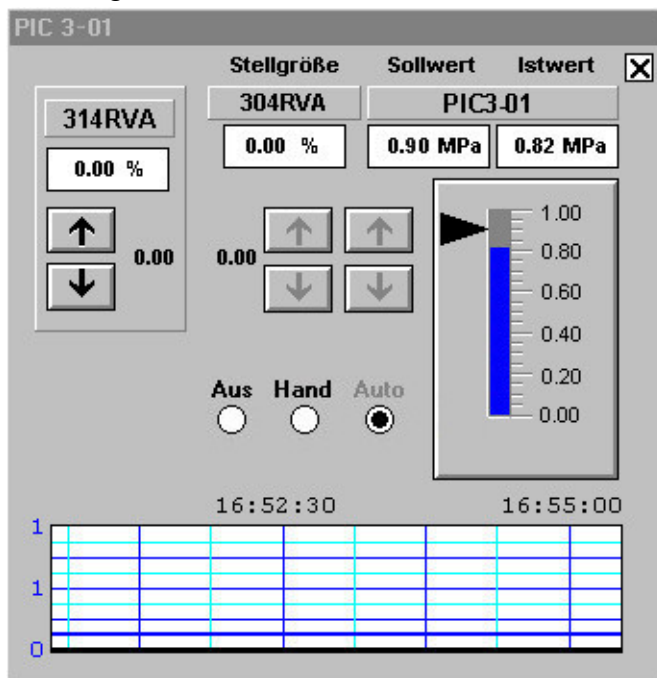 PIC 3-01
Stellgröße Sollwert Istwert
314RVA
304RVA
PIC3-01
0.00 %
0.00 %
0.90 MPa
0.82 MPa
0.00
0.00
1.00
0.80
0.60
0.40
0.20
0.00
Aus Hand Auto
16:52:30 16:55:00
1
1
0